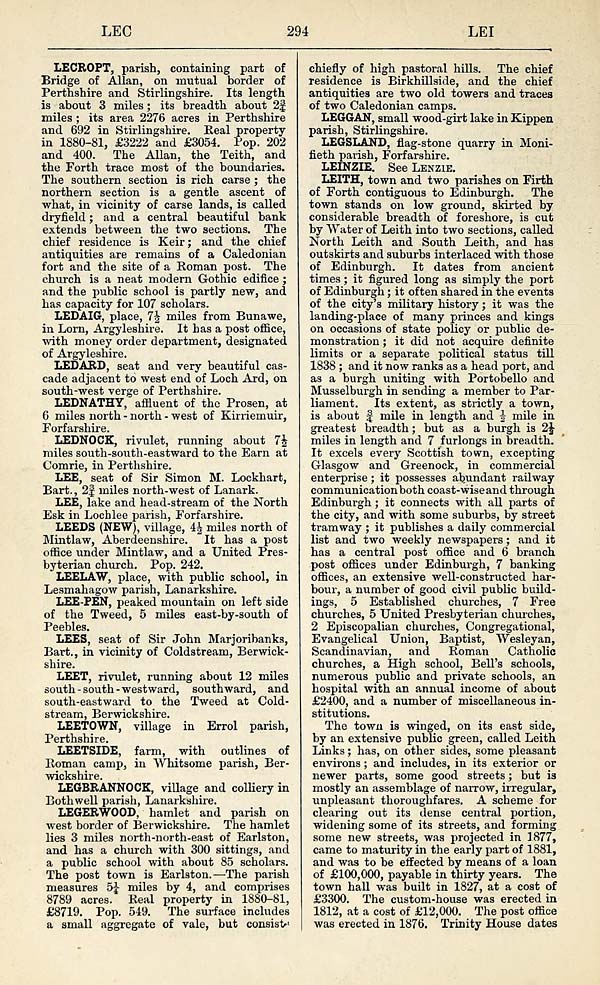 LEC 294 LEI
LECROPT, parish, containing part of
Bridge of Allan, on mutual border of
Perthshire and Stirlingshire. Its length
is about 3 miles; its breadth about 2¾
miles; its area 2276 acres in Perthshire
and 692 in Stirlingshire. Real property
in 1880-81, £3222 and £3054. Pop. 202
and 400. The Allan, the Teith, and
the Forth trace most of the boundaries.
The southern section is rich carse; the
northern section is a gentle ascent of
what, in vicinity of carse lands, is called
dryfield; and a central beautiful bank
extends between the two sections. The
chief residence is Keir; and the chief
antiquities are remains of a Caledonian
fort and the site of a Roman post. The
church is a neat modern Gothic edifice;
and the public school is partly new, and
has capacity for 107 scholars.
LEDAIG, place, 7½ miles from Bunawe,
in Lorn, Argyleshire. It has a post office,
with money order department, designated
of Argyleshire.
LEDARD, seat and very beautiful cas-
cade adjacent to west end of Loch Ard, on
south-west verge of Perthshire.
LEDNATHY, affluent of the Prosen, at
6 miles north-north-west of Kirriemuir,
Forfarshire.
LEDNOCK, rivulet, running about 7½
miles south-south-eastward to the Earn at
Comrie, in Perthshire.
LEE, seat of Sir Simon M. Lockhart,
Bart., 2¾ miles north-west of Lanark.
LEE, lake and head-stream of the North
Esk in Lochlee parish, Forfarshire.
LEEDS (NEW), village, 4½ miles north of
Mintlaw, Aberdeenshire. It has a post
office under Mintlaw, and a United Pres-
byterian church. Pop. 242.
LEELAW, place, with public school, in
Lesmahagow parish, Lanarkshire.
LEE-PEN, peaked mountain on left side
of the Tweed, 5 miles east-by-south of
Peebles.
LEES, seat of Sir John Marjoribanks,
Bart., in vicinity of Coldstream, Berwick-
shire.
LEET, rivulet, running about 12 miles
south-south-westward, southward, and
south-eastward to the Tweed at Cold-
stream, Berwickshire.
LEETOWN, village in Errol parish,
Perthshire.
LEETSIDE, farm, with outlines of
Roman camp, in Whitsome parish, Ber-
wickshire.
LEGBRANNOCK, village and colliery in
Bothwell parish, Lanarkshire.
LEGERWOOD, hamlet and parish on
west border of Berwickshire. The hamlet
lies 3 miles north-north-east of Earlston,
and has a church with 300 sittings, and
a public school with about 85 scholars.
The post town is Earlston.—The parish
measures 5¼ miles by 4, and comprises
8789 acres. Real property in 1880-81,
£8719. Pop. 549. The surface includes
a small aggregate of vale, but consists
chiefly of high pastoral hills. The chief
residence is Birkhillside, and the chief
antiquities are two old towers and traces
of two Caledonian camps.
LEGGAN, small wood-girt lake in Kippen
parish, Stirlingshire.
LEGSLAND, flag-stone quarry in Moni-
fieth parish, Forfarshire.
LEINZIE. See LENZIE.
LEITH, town and two parishes on Firth
of Forth contiguous to Edinburgh. The
town stands on low ground, skirted by
considerable breadth of foreshore, is cut
by Water of Leith into two sections, called
North Leith and South Leith, and has
outskirts and suburbs interlaced with those
of Edinburgh. It dates from ancient
times; it figured long as simply the port
of Edinburgh; it often shared in the events
of the city's military history; it was the
landing-place of many princes and kings
on occasions of state policy or public de-
monstration; it did not acquire definite
limits or a separate political status till
1838; and it now ranks as a head port, and
as a burgh uniting with Portobello and
Musselburgh in sending a member to Par-
liament. Its extent, as strictly a town,
is about ¾ mile in length and ½ mile in
greatest breadth; but as a burgh is 2½
miles in length and 7 furlongs in breadth.
It excels every Scottish town, excepting
Glasgow and Greenock, in commercial
enterprise; it possesses abundant railway
communication both coast-wise and through
Edinburgh; it connects with all parts of
the city, and with some suburbs, by street
tramway; it publishes a daily commercial
list and two weekly newspapers; and it
has a central post office and 6 branch
post offices under Edinburgh, 7 banking
offices, an extensive well-constructed har-
bour, a number of good civil public build-
ings, 5 Established churches, 7 Free
churches, 5 United Presbyterian churches,
2 Episcopalian churches, Congregational,
Evangelical Union, Baptist, Wesleyan,
Scandinavian, and Roman Catholic
churches, a High school, Bell's schools,
numerous public and private schools, an
hospital with an annual income of about
£2400, and a number of miscellaneous in-
stitutions.
The town is winged, on its east side,
by an extensive public green, called Leith
Links; has, on other sides, some pleasant
environs; and includes, in its exterior or
newer parts, some good streets; but is
mostly an assemblage of narrow, irregular,
unpleasant thoroughfares. A scheme for
clearing out its dense central portion,
widening some of its streets, and forming
some new streets, was projected in 1877,
came to maturity in the early part of 1881,
and was to be effected by means of a loan
of £100,000, payable in thirty years. The
town hall was built in 1827, at a cost of
£3300. The custom-house was erected in
1812, at a cost of £12,000. The post office
was erected in 1876. Trinity House dates